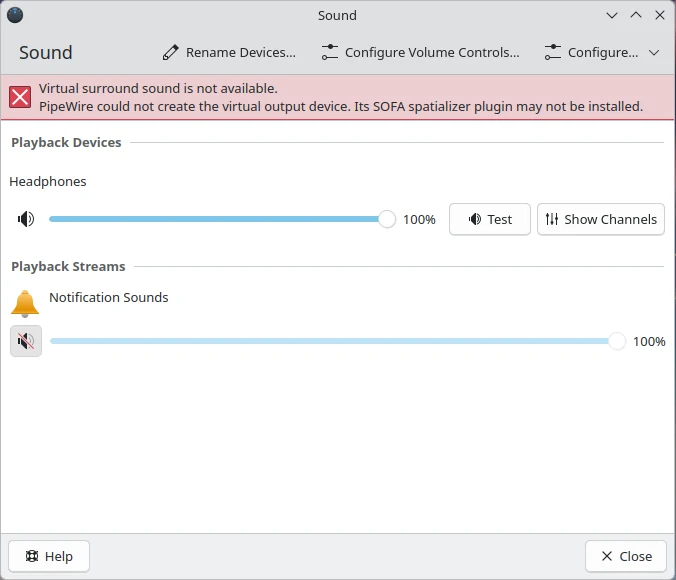 Sound
Sound
Rename Devices...
Configure Volume Controls...
Configure...
Virtual surround sound is not available.
PipeWire could not create the virtual output device. Its SOFA spatializer plugin may not be installed.
Playback Devices
Headphones
100%
Test
Show Channels
Playback Streams
Notification Sounds
100%
Help
Close